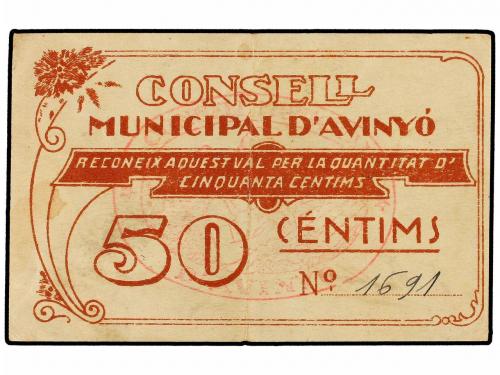 CONSELL
MUNICIPAL D'AVINYÓ
RECONEIX AQUEST VAL PER LA QUANTITAT D'
CINQUANTA CENTIMS
50 CÉNTIMS
Nº 1691